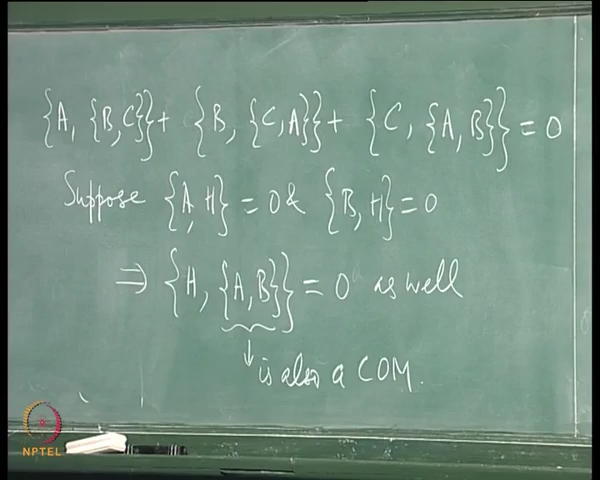 {A, {B,C}} + {B, {C,A}} + {C, {A,B}} = 0
Suppose {A,H} = 0 & {B,H} = 0
⇒ {H, {A,B}} = 0 as well
↓ is also a COM.
NPTEL